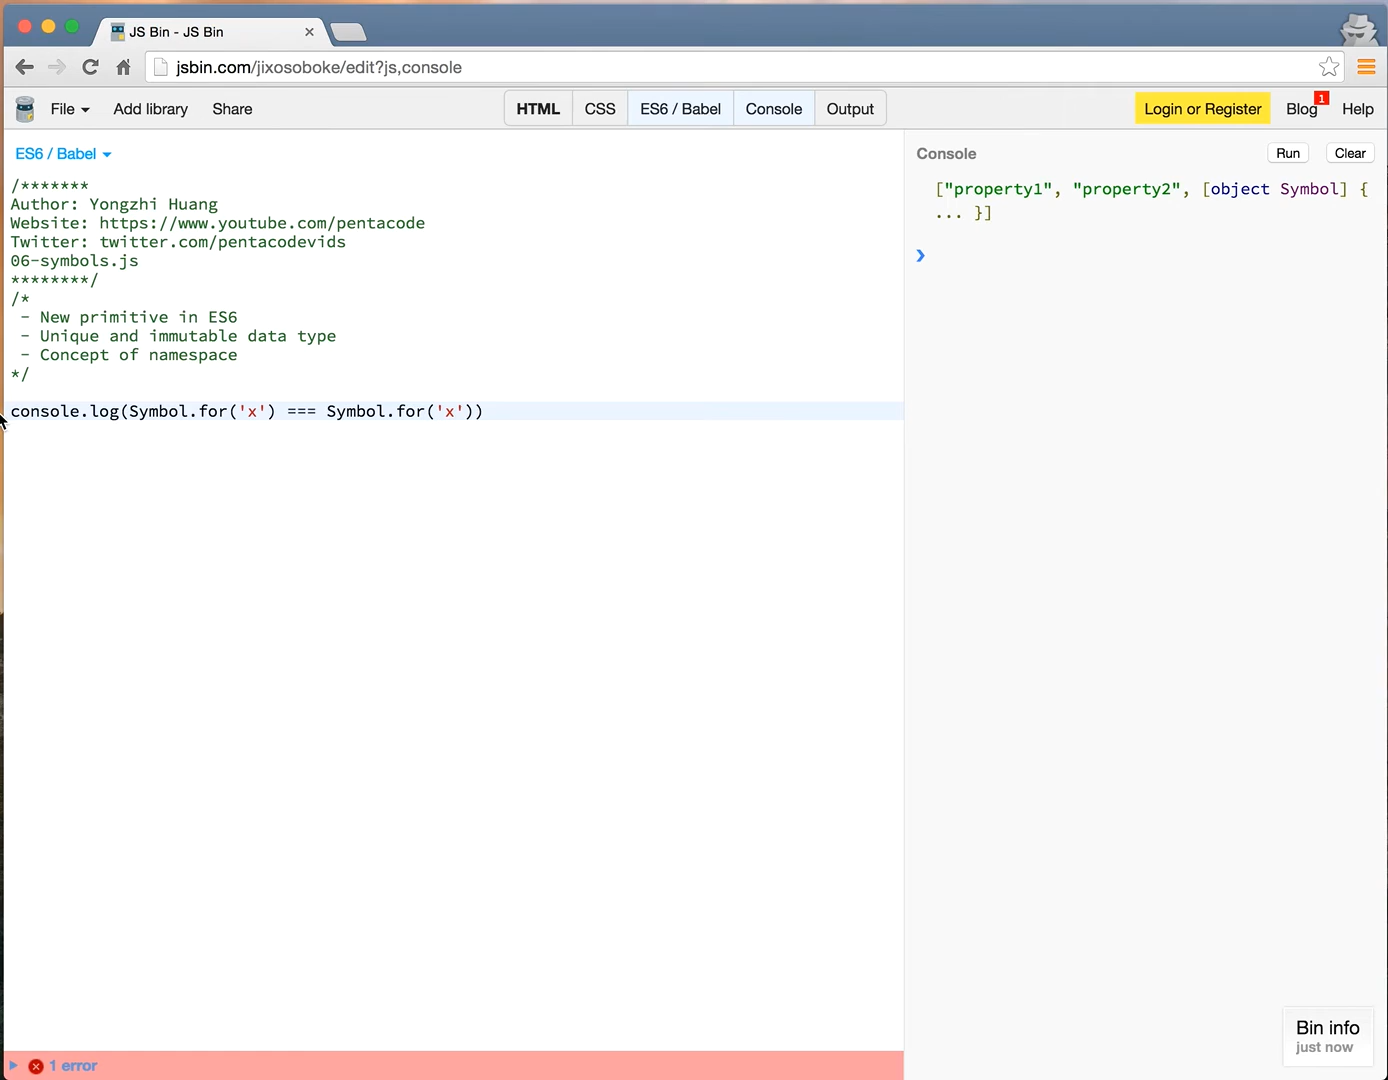 JS Bin - JS Bin
jsbin.com/jixosoboke/edit?js,console
File Add library Share HTML CSS ES6 / Babel Console Output Login or Register Blog 1 Help
ES6 / Babel
/*******
Author: Yongzhi Huang
Website: https://www.youtube.com/pentacode
Twitter: twitter.com/pentacodevids
06-symbols.js
********/
/*
- New primitive in ES6
- Unique and immutable data type
- Concept of namespace
*/
console.log(Symbol.for('x') === Symbol.for('x'))
1 error
Console Run Clear
["property1", "property2", [object Symbol] {
... }]
Bin info
just now